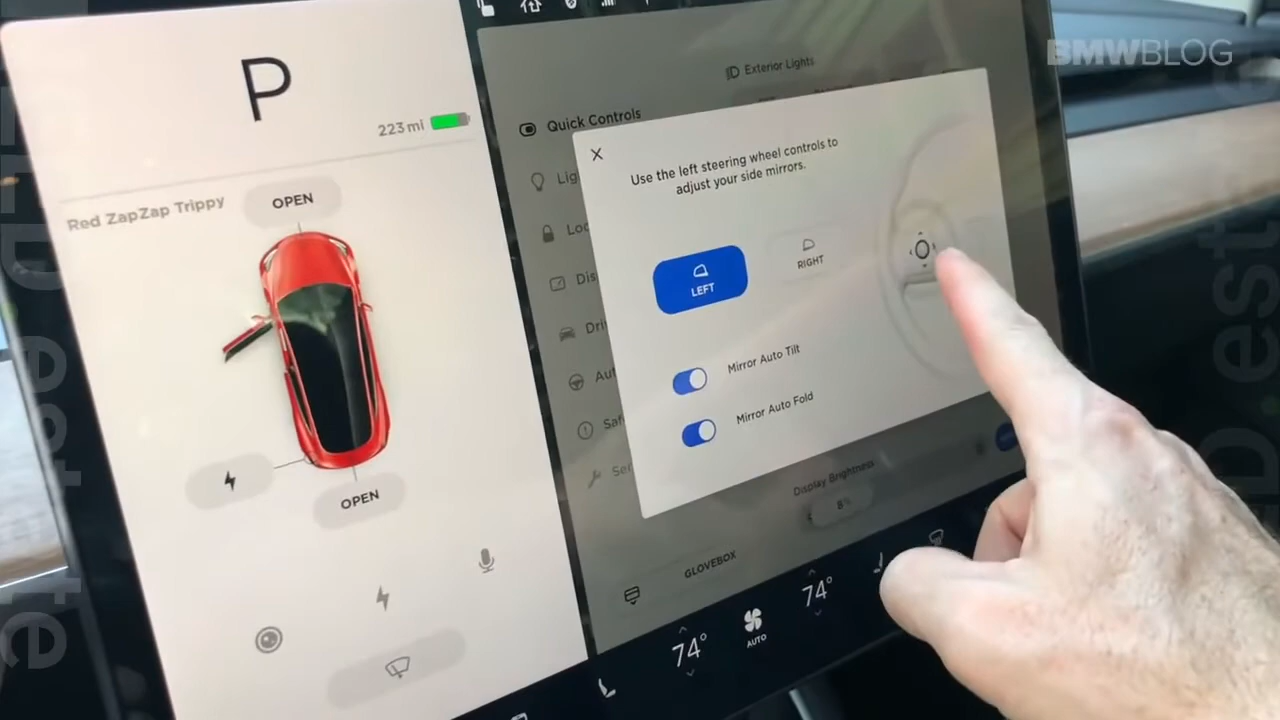 P
223 mi
Red ZapZap Trippy
OPEN
OPEN
BMWBLOG
Exterior Lights
Quick Controls
Use the left steering wheel controls to
adjust your side mirrors.
LEFT
RIGHT
Mirror Auto Tilt
Mirror Auto Fold
Display Brightness
GLOVEBOX
74°
AUTO
74°